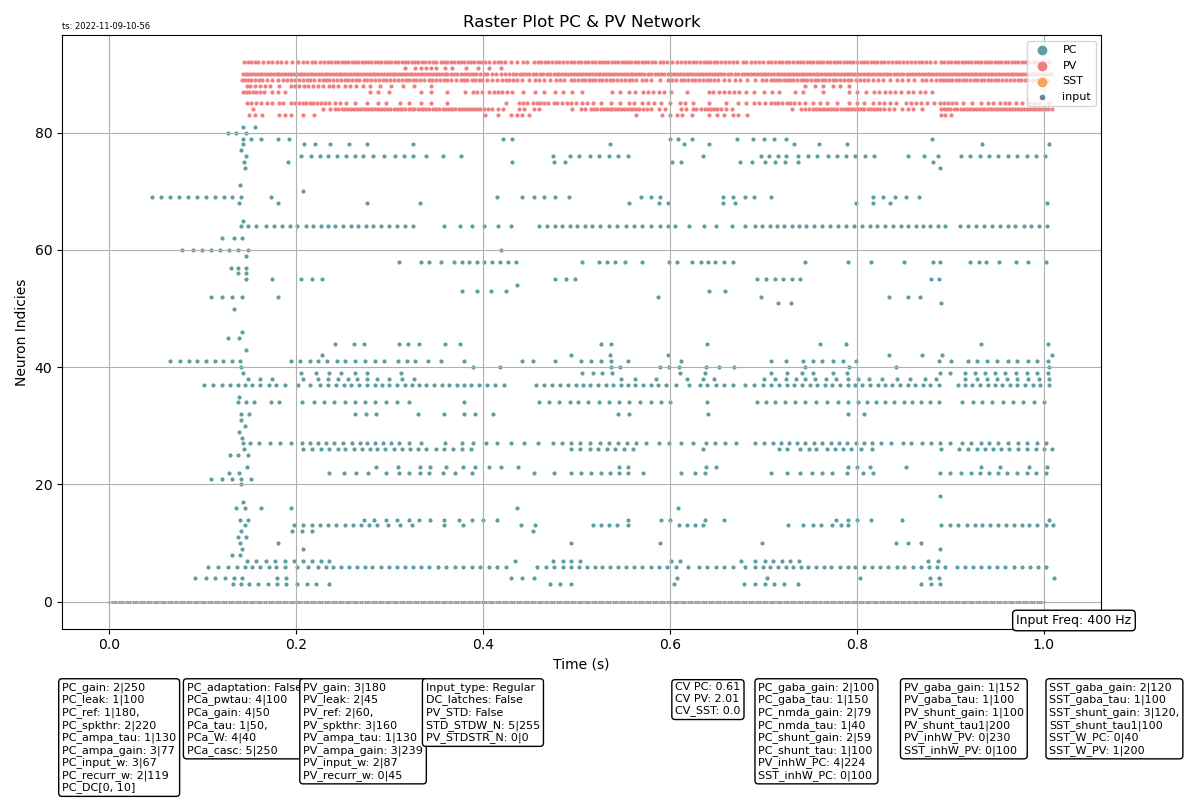 ts: 2022-11-09-10-56
Raster Plot PC & PV Network
PC
PV
SST
input
Neuron Indicies
80
60
40
20
0
0.0 0.2 0.4 0.6 0.8 1.0
Input Freq: 400 Hz
Time (s)
PC_gain: 2|250
PC_leak: 1|100
PC_ref: 1|180,
PC_spkthr: 2|220
PC_ampa_tau: 1|130
PC_ampa_gain: 3|77
PC_input_w: 3|67
PC_recurr_w: 2|119
PC_DC[0, 10]
PC_adaptation: False
PCa_pwtau: 4|100
PCa_gain: 4|50
PCa_tau: 1|50,
PCa_W: 4|40
PCa_casc: 5|250
PV_gain: 3|180
PV_leak: 2|45
PV_ref: 2|60,
PV_spkthr: 3|160
PV_ampa_tau: 1|130
PV_ampa_gain: 3|239
PV_input_w: 2|87
PV_recurr_w: 0|45
Input_type: Regular
DC_latches: False
PV_STD: False
STD_STDW_N: 5|255
PV_STDSTR_N: 0|0
CV PC: 0.61
CV PV: 2.01
CV_SST: 0.0
PC_gaba_gain: 2|100
PC_gaba_tau: 1|150
PC_nmda_gain: 2|79
PC_nmda_tau: 1|40
PC_shunt_gain: 2|59
PC_shunt_tau: 1|100
PV_inhW_PC: 4|224
SST_inhW_PC: 0|100
PV_gaba_gain: 1|152
PV_gaba_tau: 1|100
PV_shunt_gain: 1|100
PV_shunt_tau1|200
PV_inhW_PV: 0|230
SST_inhW_PV: 0|100
SST_gaba_gain: 2|120
SST_gaba_tau: 1|100
SST_shunt_gain: 3|120,
SST_shunt_tau1|100
SST_W_PC: 0|40
SST_W_PV: 1|200